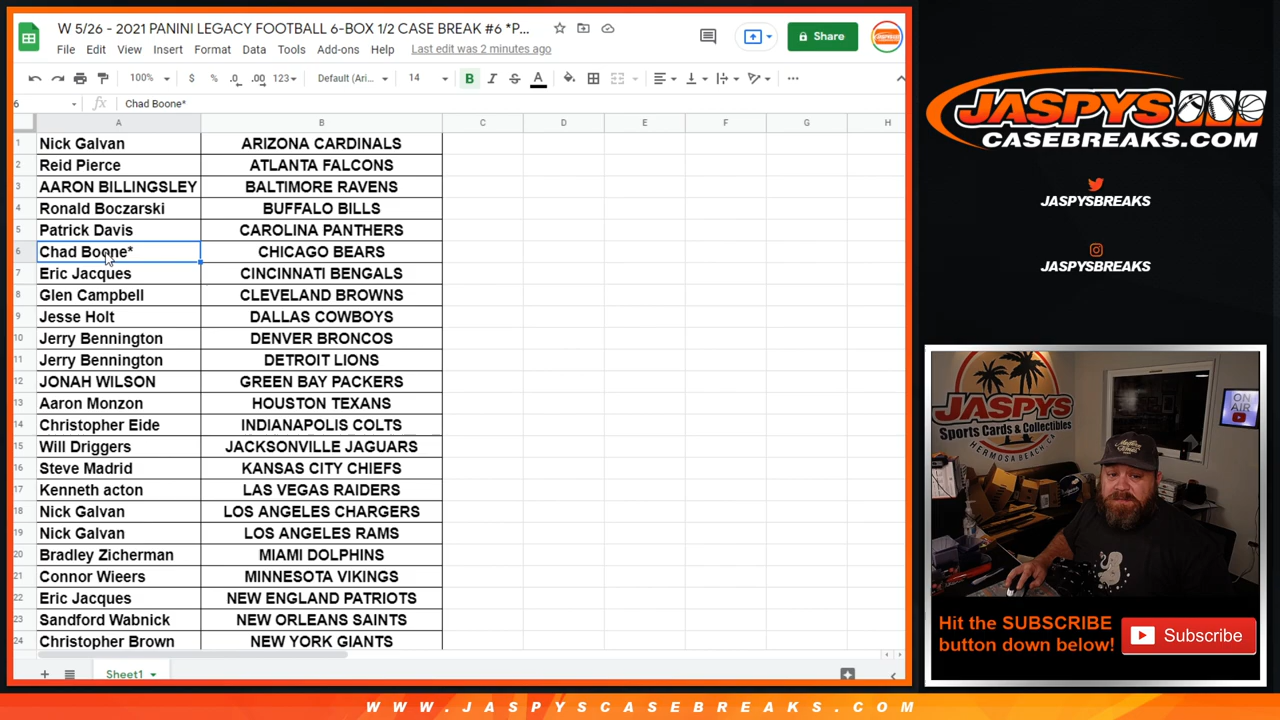 W 5/26 - 2021 PANINI LEGACY FOOTBALL 6-BOX 1/2 CASE BREAK #6 *P...
File Edit View Insert Format Data Tools Add-ons Help Last edit was 2 minutes ago
Share
100% $ % .0 .00 123 Default (Ari... 14 B I S A
6 fx Chad Boone*
A B C D E F G H
1 Nick Galvan ARIZONA CARDINALS
2 Reid Pierce ATLANTA FALCONS
3 AARON BILLINGSLEY BALTIMORE RAVENS
4 Ronald Boczarski BUFFALO BILLS
5 Patrick Davis CAROLINA PANTHERS
6 Chad Boone* CHICAGO BEARS
7 Eric Jacques CINCINNATI BENGALS
8 Glen Campbell CLEVELAND BROWNS
9 Jesse Holt DALLAS COWBOYS
10 Jerry Bennington DENVER BRONCOS
11 Jerry Bennington DETROIT LIONS
12 JONAH WILSON GREEN BAY PACKERS
13 Aaron Monzon HOUSTON TEXANS
14 Christopher Eide INDIANAPOLIS COLTS
15 Will Driggers JACKSONVILLE JAGUARS
16 Steve Madrid KANSAS CITY CHIEFS
17 Kenneth acton LAS VEGAS RAIDERS
18 Nick Galvan LOS ANGELES CHARGERS
19 Nick Galvan LOS ANGELES RAMS
20 Bradley Zicherman MIAMI DOLPHINS
21 Connor Wieers MINNESOTA VIKINGS
22 Eric Jacques NEW ENGLAND PATRIOTS
23 Sandford Wabnick NEW ORLEANS SAINTS
24 Christopher Brown NEW YORK GIANTS
Sheet1
JASPYS
CASEBREAKS.COM
JASPYSBREAKS
JASPYSBREAKS
JASPYS
Sports Cards & Collectibles
HERMOSA BEACH, CA
ON
AIR
Hit the SUBSCRIBE
button down below!
Subscribe
WWW.JASPYSCASEBREAKS.COM